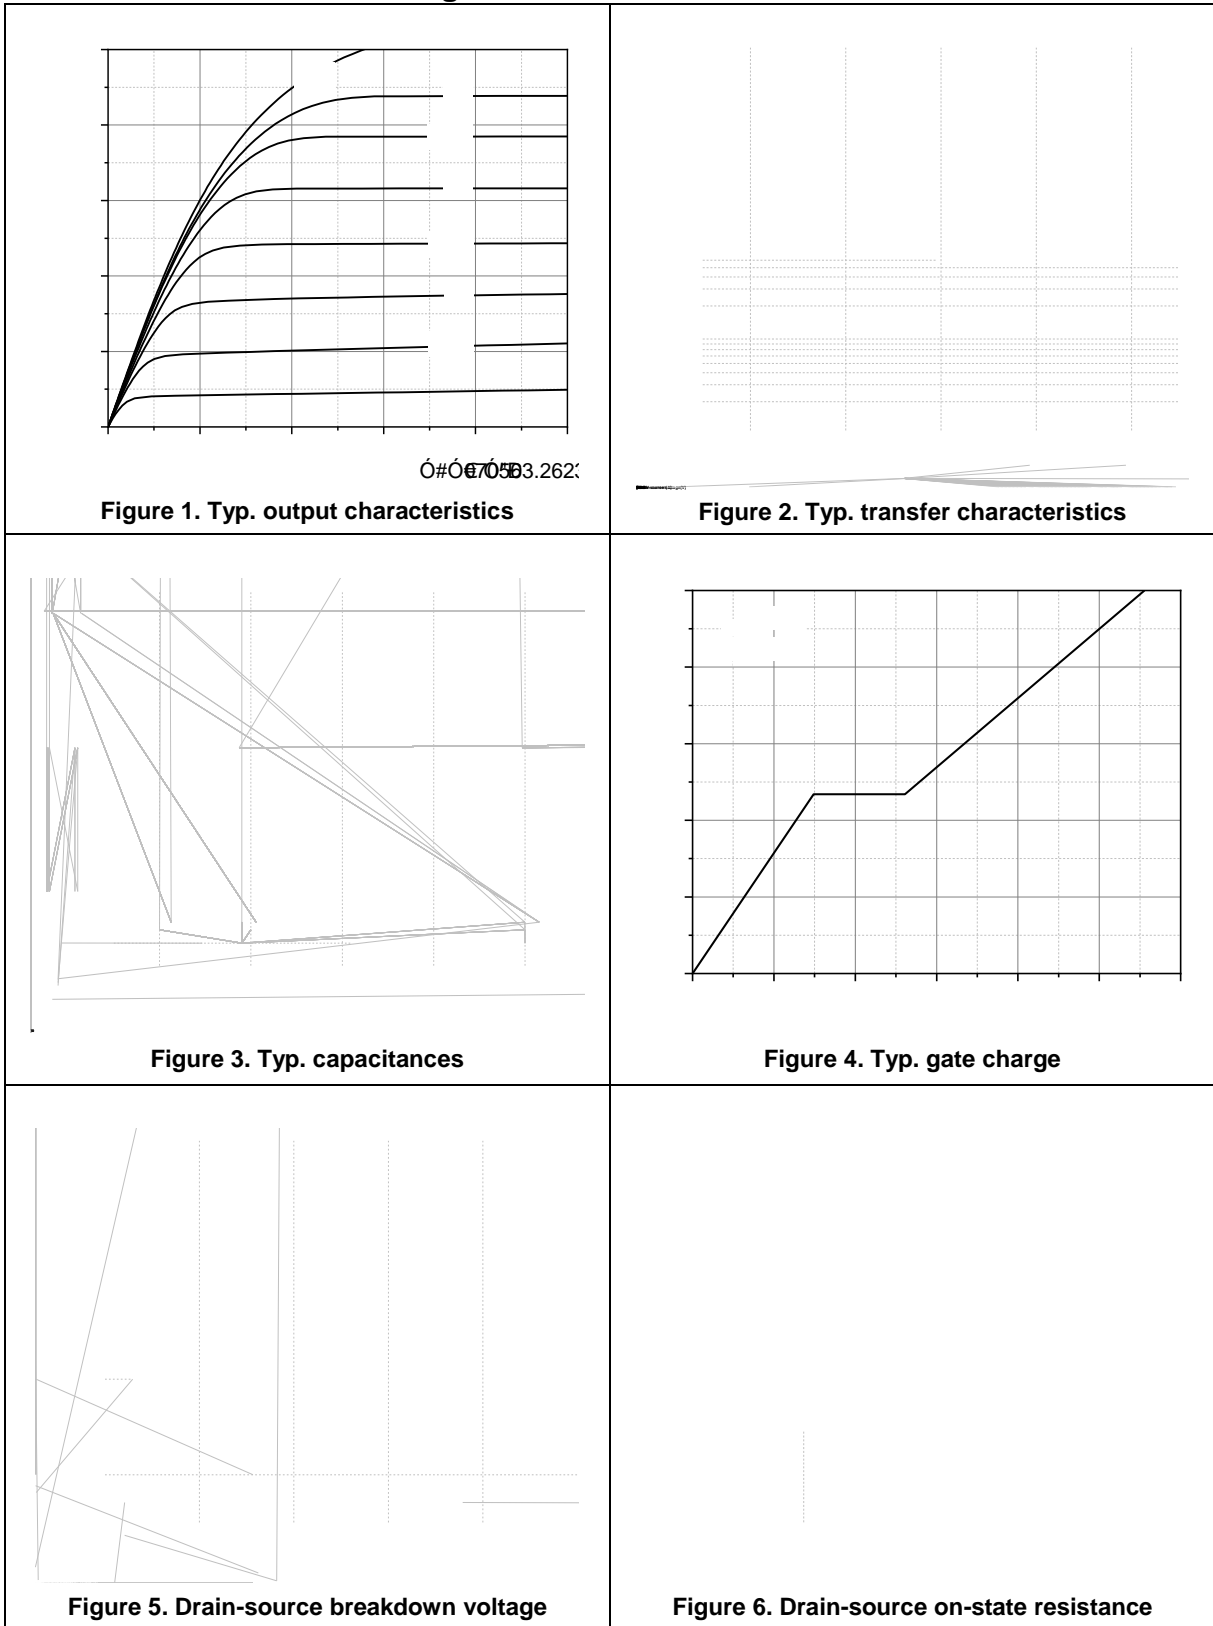 Figure 1. Typ. output characteristics
Figure 2. Typ. transfer characteristics
Figure 3. Typ. capacitances
Figure 4. Typ. gate charge
Figure 5. Drain-source breakdown voltage
Figure 6. Drain-source on-state resistance